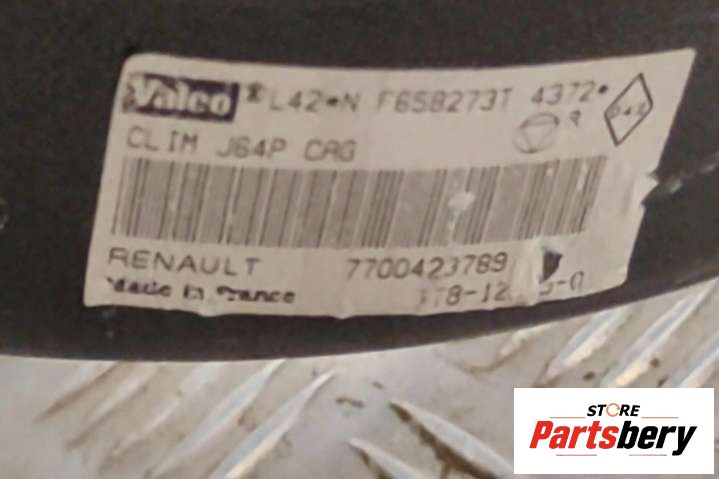 Valeo *L42*N F658273T 4372*
R
CLIM J64P CAG
RENAULT 7700423789
Made in France
STORE
Partsbery